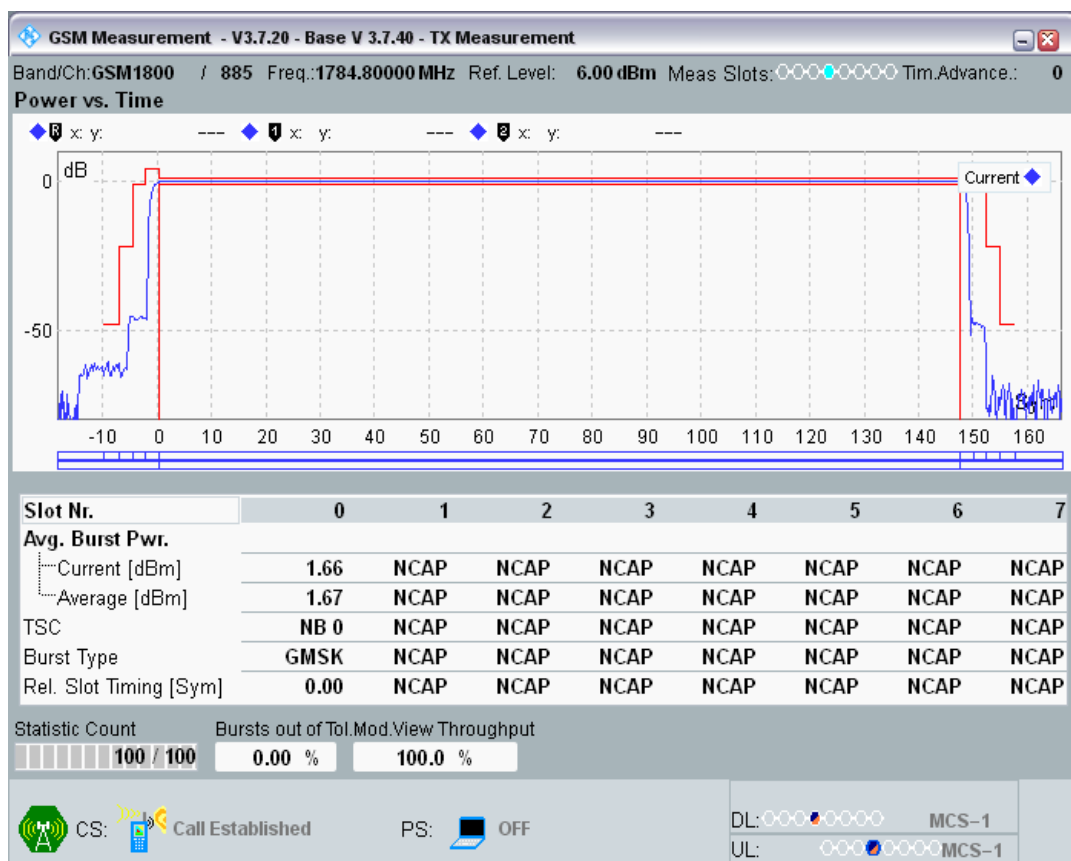 GSM Measurement - V3.7.20 - Base V 3.7.40 - TX Measurement
Band/Ch:GSM1800 / 885 Freq.:1784.80000 MHz Ref. Level: 6.00 dBm Meas Slots: Tim.Advance.: 0
Power vs. Time
R x: y: --- 1 x: y: --- 2 x: y: ---
dB
Current
0
-50
-10 0 10 20 30 40 50 60 70 80 90 100 110 120 130 140 150 160
Slot Nr. 0 1 2 3 4 5 6 7
Avg. Burst Pwr.
Current [dBm] 1.66 NCAP NCAP NCAP NCAP NCAP NCAP NCAP
Average [dBm] 1.67 NCAP NCAP NCAP NCAP NCAP NCAP NCAP
TSC NB 0 NCAP NCAP NCAP NCAP NCAP NCAP NCAP
Burst Type GMSK NCAP NCAP NCAP NCAP NCAP NCAP NCAP
Rel. Slot Timing [Sym] 0.00 NCAP NCAP NCAP NCAP NCAP NCAP NCAP
Statistic Count Bursts out of Tol.Mod.View Throughput
100 / 100 0.00 % 100.0 %
CS: Call Established PS: OFF
DL: MCS-1
UL: MCS-1